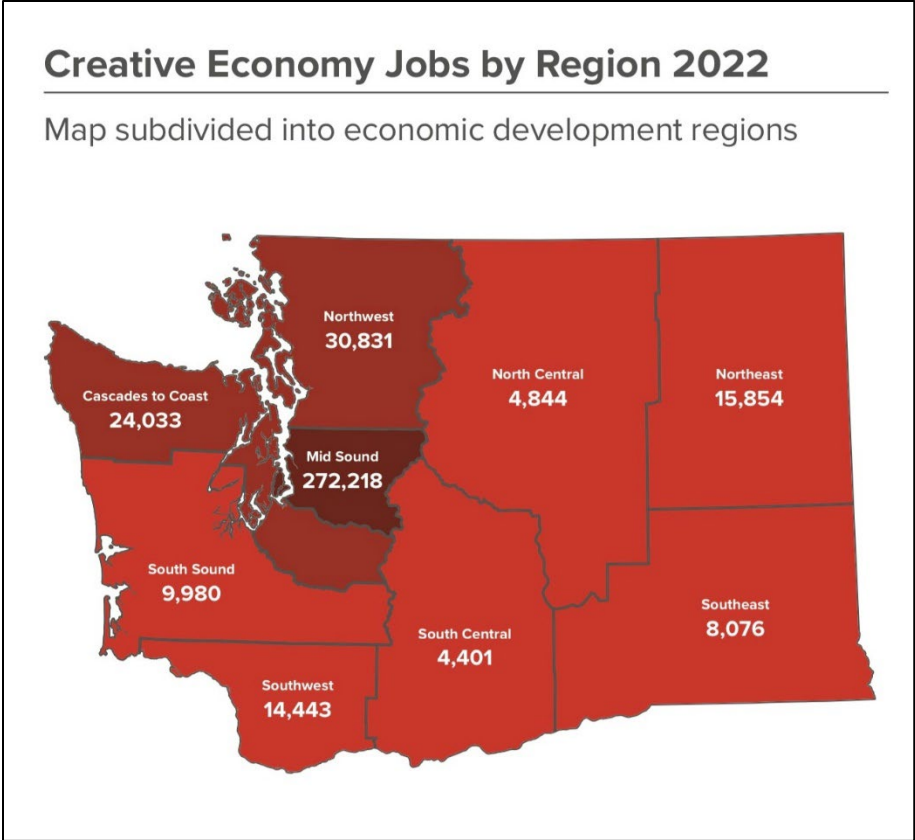 Creative Economy Jobs by Region 2022
Map subdivided into economic development regions
Northwest
30,831
North Central
4,844
Northeast
15,854
Cascades to Coast
24,033
Mid Sound
272,218
South Sound
9,980
Southeast
8,076
South Central
4,401
Southwest
14,443